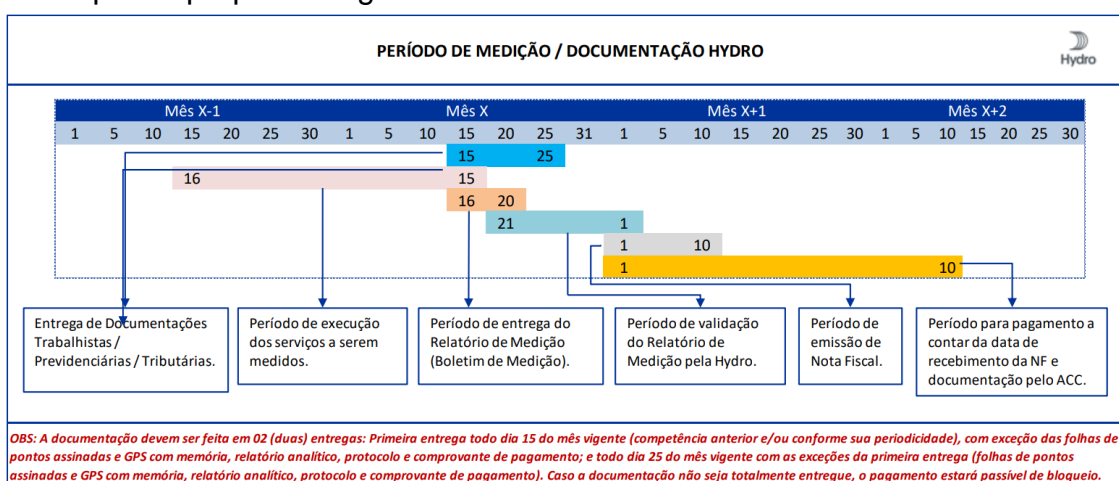 PERÍODO DE MEDIÇÃO / DOCUMENTAÇÃO HYDRO
Hydro
Mês X-1 Mês X Mês X+1 Mês X+2
1 5 10 15 20 25 30 1 5 10 15 20 25 31 1 5 10 15 20 25 30 1 5 10 15 20 25 30
15 25
16 15
16 20
21 1
1 10
1 10
Entrega de Documentações
Trabalhistas /
Previdenciárias / Tributárias.
Período de execução
dos serviços a serem
medidos.
Período de entrega do
Relatório de Medição
(Boletim de Medição).
Período de validação
do Relatório de
Medição pela Hydro.
Período de
emissão de
Nota Fiscal.
Período para pagamento a
contar da data de
recebimento da NF e
documentação pelo ACC.
OBS: A documentação devem ser feita em 02 (duas) entregas: Primeira entrega todo dia 15 do mês vigente (competência anterior e/ou conforme sua periodicidade), com exceção das folhas de
pontos assinadas e GPS com memória, relatório analítico, protocolo e comprovante de pagamento; e todo dia 25 do mês vigente com as exceções da primeira entrega (folhas de pontos
assinadas e GPS com memória, relatório analítico, protocolo e comprovante de pagamento). Caso a documentação não seja totalmente entregue, o pagamento estará passível de bloqueio.